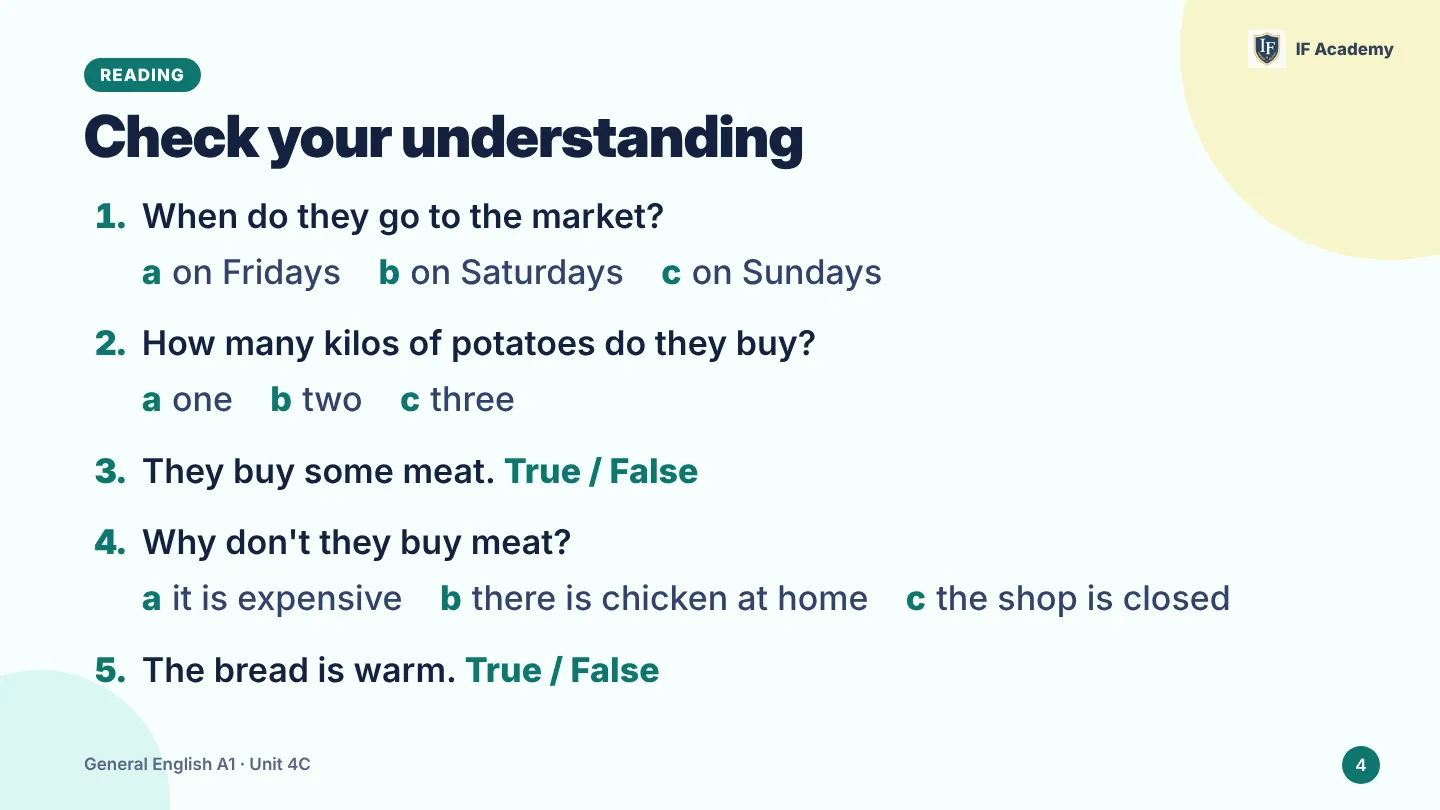 IF
IF Academy
READING
Check your understanding
1. When do they go to the market?
a on Fridays b on Saturdays c on Sundays
2. How many kilos of potatoes do they buy?
a one b two c three
3. They buy some meat. True / False
4. Why don't they buy meat?
a it is expensive b there is chicken at home c the shop is closed
5. The bread is warm. True / False
General English A1 · Unit 4C
4